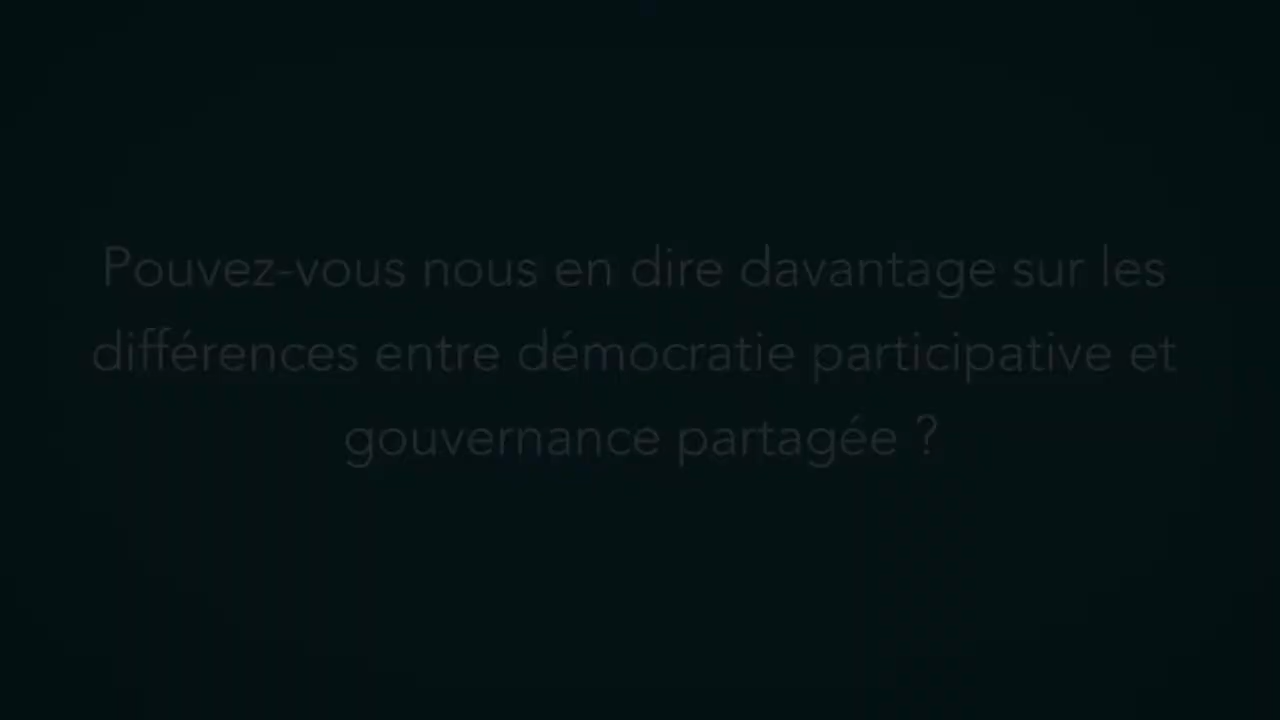 Pouvez-vous nous en dire davantage sur les
différences entre démocratie participative et
gouvernance partagée ?